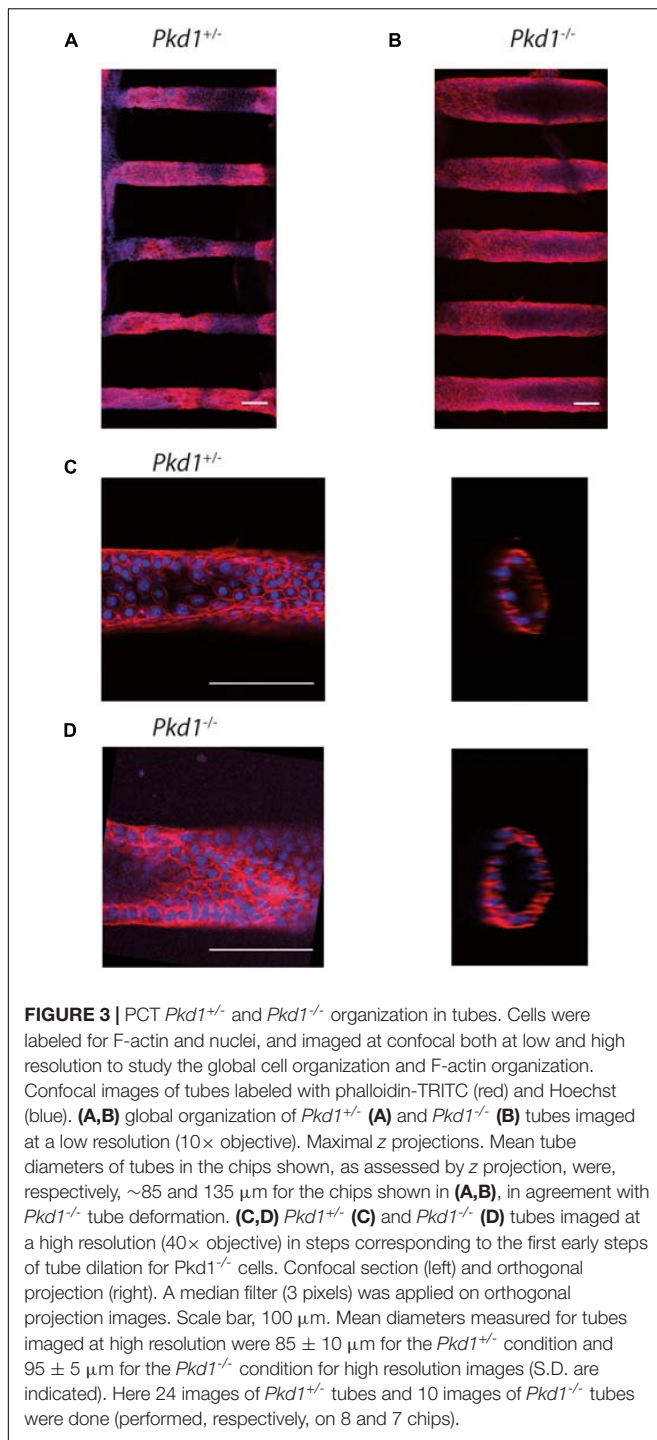 A
Pkd1+/-
B
Pkd1-/-
C
Pkd1+/-
D
Pkd1-/-
FIGURE 3 | PCT Pkd1+/- and Pkd1-/- organization in tubes. Cells were
labeled for F-actin and nuclei, and imaged at confocal both at low and high
resolution to study the global cell organization and F-actin organization.
Confocal images of tubes labeled with phalloidin-TRITC (red) and Hoechst
(blue). (A,B) global organization of Pkd1+/- (A) and Pkd1-/- (B) tubes imaged
at a low resolution (10× objective). Maximal z projections. Mean tube
diameters of tubes in the chips shown, as assessed by z projection, were,
respectively, ~85 and 135 μm for the chips shown in (A,B), in agreement with
Pkd1-/- tube deformation. (C,D) Pkd1+/- (C) and Pkd1-/- (D) tubes imaged at
a high resolution (40× objective) in steps corresponding to the first early steps
of tube dilation for Pkd1-/- cells. Confocal section (left) and orthogonal
projection (right). A median filter (3 pixels) was applied on orthogonal
projection images. Scale bar, 100 μm. Mean diameters measured for tubes
imaged at high resolution were 85 ± 10 μm for the Pkd1+/- condition and
95 ± 5 μm for the Pkd1-/- condition for high resolution images (S.D. are
indicated). Here 24 images of Pkd1+/- tubes and 10 images of Pkd1-/- tubes
were done (performed, respectively, on 8 and 7 chips).